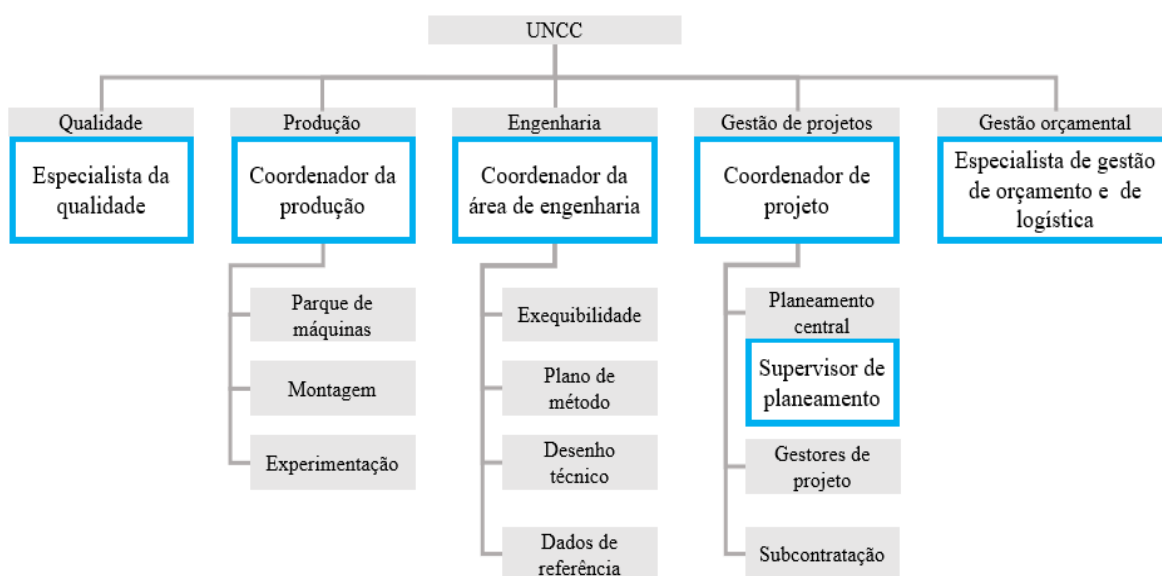 UNCC
Qualidade
Especialista da
qualidade
Produção
Coordenador da
produção
Parque de
máquinas
Montagem
Experimentação
Engenharia
Coordenador da
área de engenharia
Exequibilidade
Plano de
método
Desenho
técnico
Dados de
referência
Gestão de projetos
Coordenador de
projeto
Planeamento
central
Supervisor de
planeamento
Gestores de
projeto
Subcontratação
Gestão orçamental
Especialista de gestão
de orçamento e de
logística